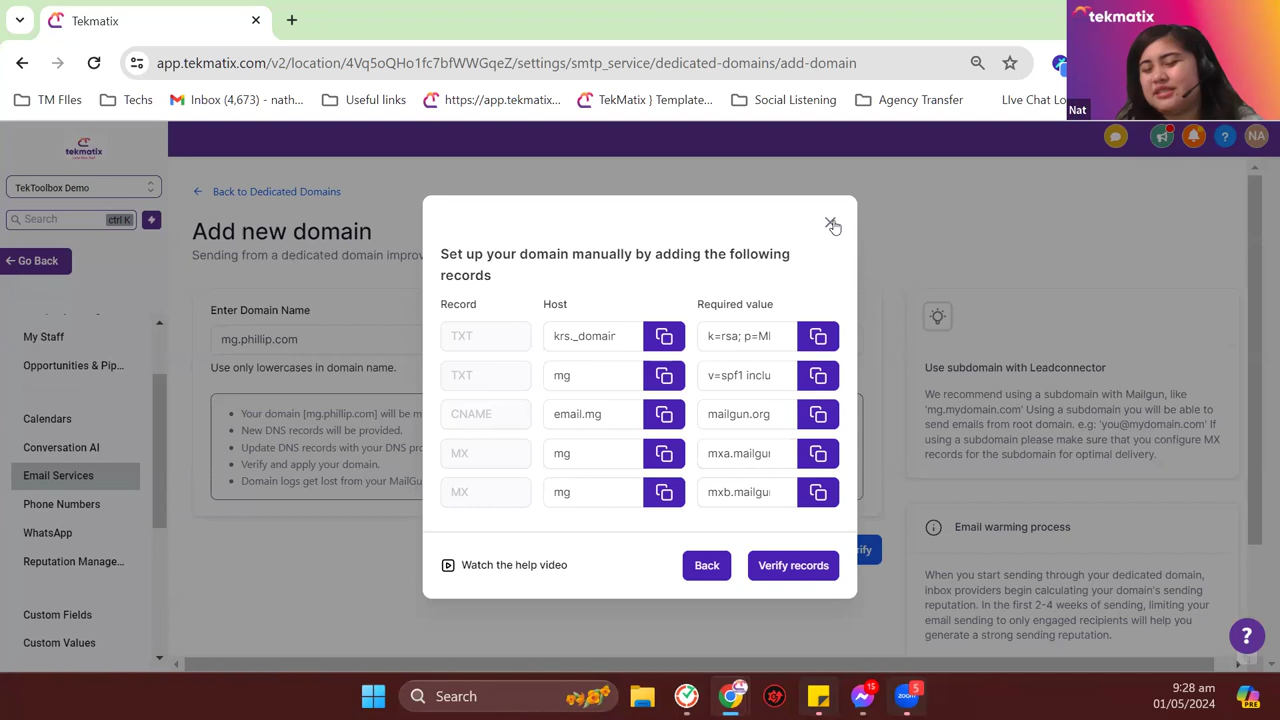 Tekmatix
app.tekmatix.com/v2/location/4Vq5oQHo1fc7bfWWGqeZ/settings/smtp_service/dedicated-domains/add-domain
TM FIles
Techs
Inbox (4,673) - nath...
Useful links
https://app.tekmatix...
TekMatix } Template...
Social Listening
Agency Transfer
LIve Chat Lo
tekmatix
Nat
tekmatix
NA
TekToolbox Demo
Search
ctrl K
Go Back
My Staff
Opportunities & Pip...
Calendars
Conversation AI
Email Services
Phone Numbers
WhatsApp
Reputation Manage...
Custom Fields
Custom Values
Back to Dedicated Domains
Add new domain
Sending from a dedicated domain improv
Enter Domain Name
mg.phillip.com
Use only lowercases in domain name.
Your domain [mg.phillip.com] will be m
New DNS records will be provided.
Update DNS records with your DNS pro
Verify and apply your domain.
Domain logs get lost from your MailGu
ify
Set up your domain manually by adding the following
records
Record Host Required value
TXT krs._domair k=rsa; p=MI
TXT mg v=spf1 inclu
CNAME email.mg mailgun.org
MX mg mxa.mailgu
MX mg mxb.mailgu
Watch the help video
Back
Verify records
Use subdomain with Leadconnector
We recommend using a subdomain with Mailgun, like
'mg.mydomain.com' Using a subdomain you will be able to
send emails from root domain. e.g: 'you@mydomain.com' If
using a subdomain please make sure that you configure MX
records for the subdomain for optimal delivery.
Email warming process
When you start sending through your dedicated domain,
inbox providers begin calculating your domain's sending
reputation. In the first 2-4 weeks of sending, limiting your
email sending to only engaged recipients will help you
generate a strong sending reputation.
?
Search
15
zoom
5
9:28 am
01/05/2024
PRE